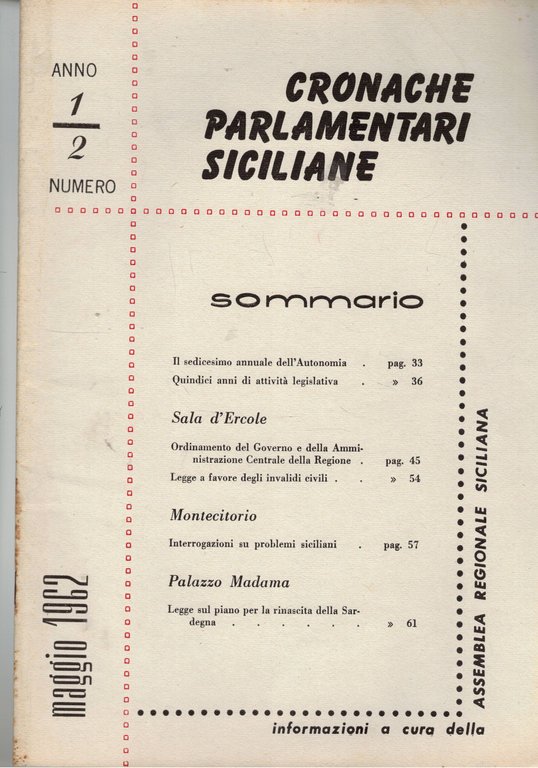 ANNO
1
2
NUMERO
CRONACHE
PARLAMENTARI
SICILIANE
sommario
Il sedicesimo annuale dell'Autonomia . pag. 33
Quindici anni di attività legislativa . » 36
Sala d'Ercole
Ordinamento del Governo e della Ammi-
nistrazione Centrale della Regione . pag. 45
Legge a favore degli invalidi civili . . » 54
Montecitorio
Interrogazioni su problemi siciliani . pag. 57
Palazzo Madama
Legge sul piano per la rinascita della Sar-
degna . . . . . . » 61
maggio 1962
informazioni a cura della
ASSEMBLEA REGIONALE SICILIANA